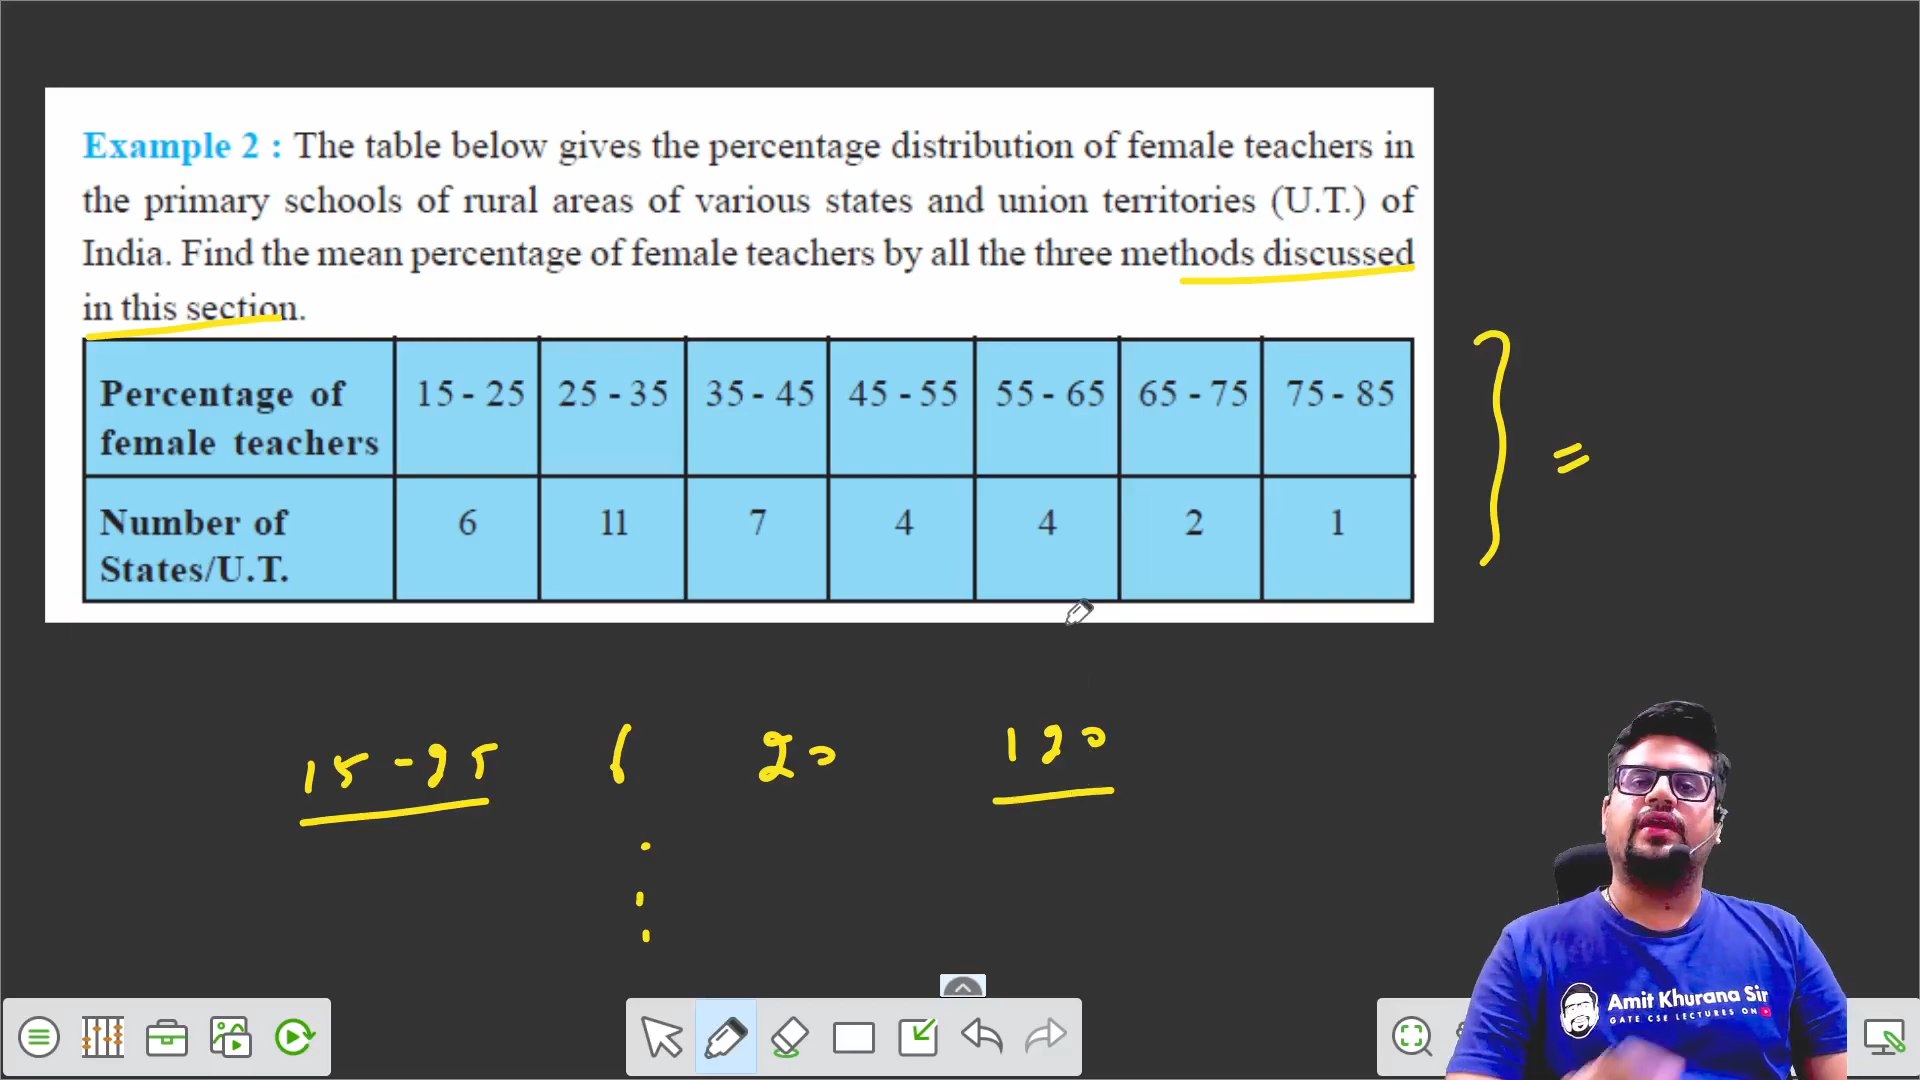 Example 2 : The table below gives the percentage distribution of female teachers in
the primary schools of rural areas of various states and union territories (U.T.) of
India. Find the mean percentage of female teachers by all the three methods discussed
in this section.
Percentage of female teachers 15 - 25 25 - 35 35 - 45 45 - 55 55 - 65 65 - 75 75 - 85
Number of States/U.T. 6 11 7 4 4 2 1
=
15 - 25 6 20 120
Amit Khurana Sir
GATE CSE LECTURES ON